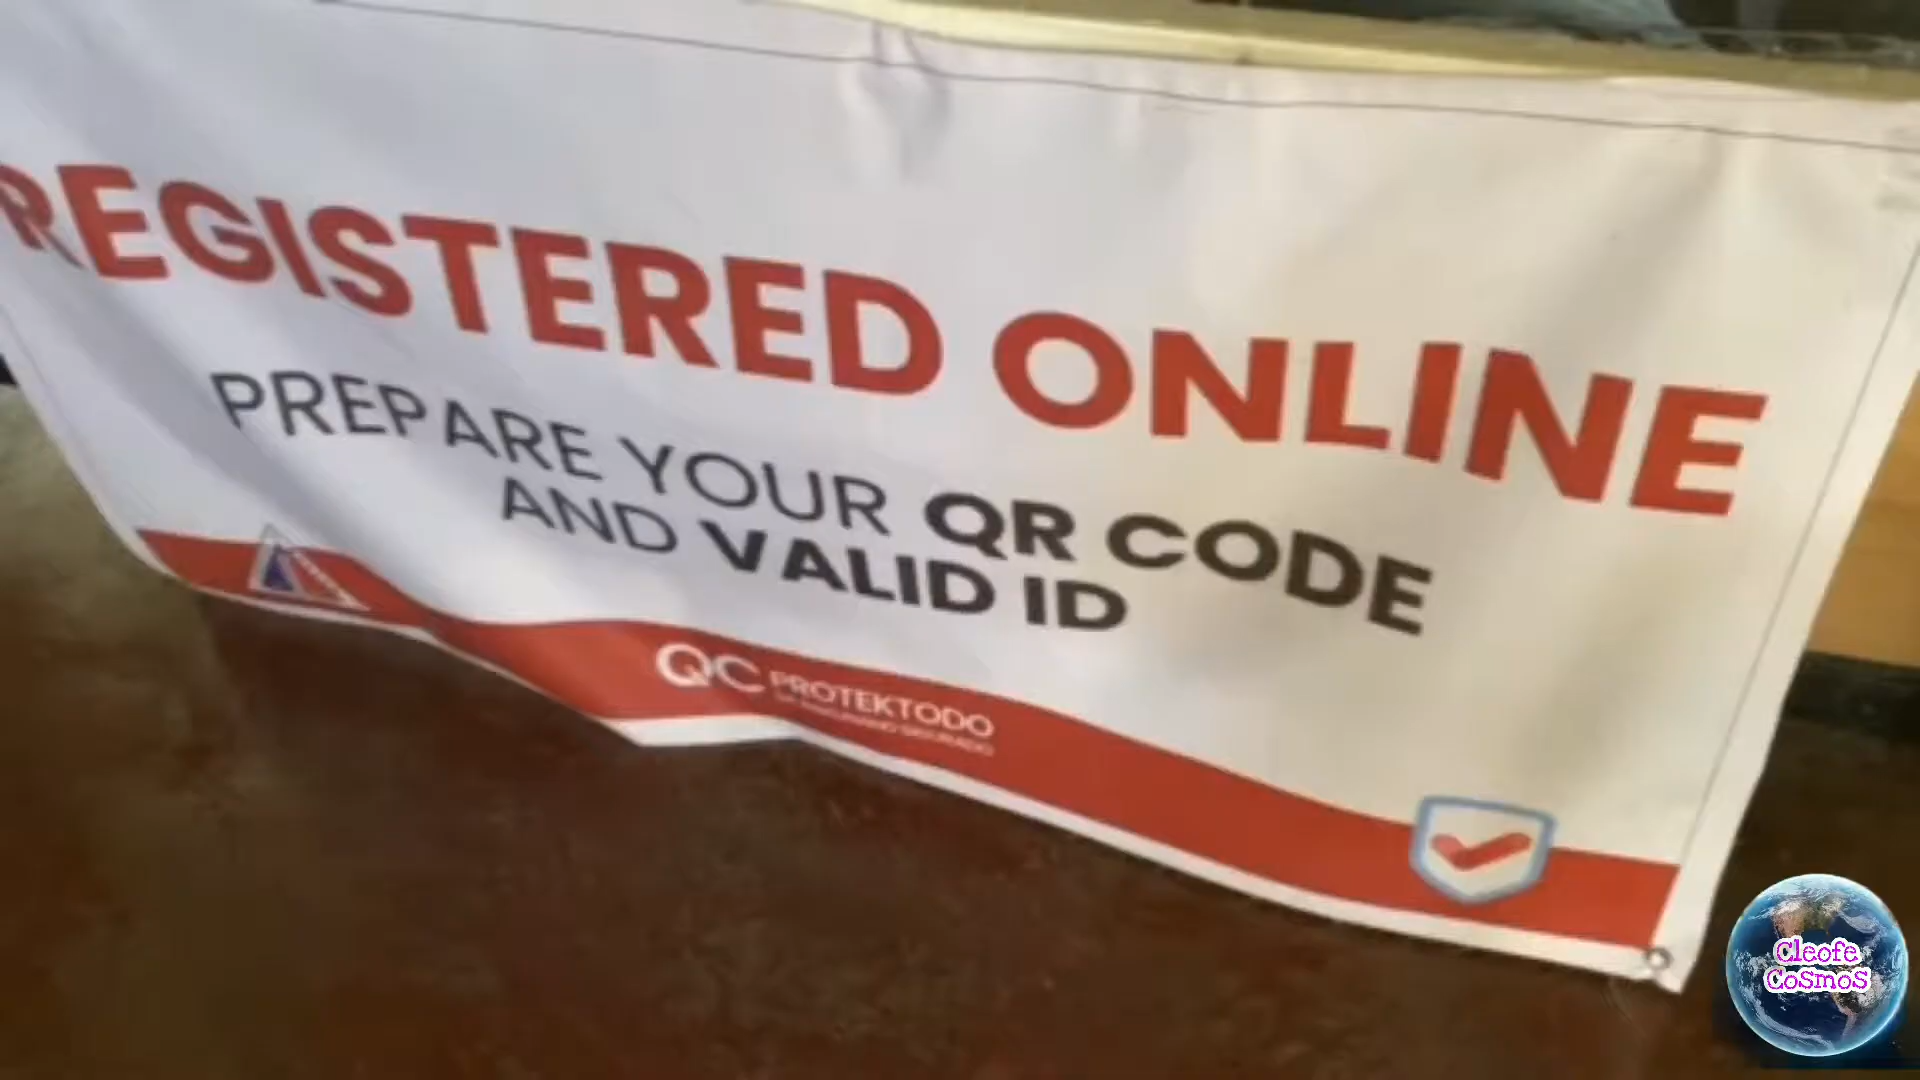 REGISTERED ONLINE
PREPARE YOUR QR CODE
AND VALID ID
QC PROTEKTODO
Cleofe
Cosmos